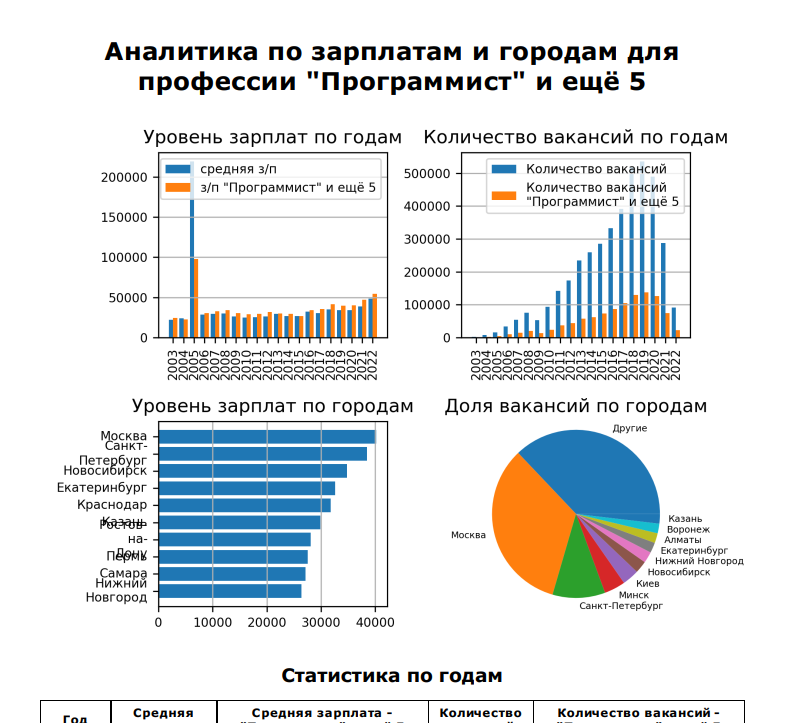 Аналитика по зарплатам и городам для
профессии "Программист" и ещё 5
Уровень зарплат по годам
200000
150000
100000
50000
0
средняя з/п
з/п "Программист" и ещё 5
2003
2004
2005
2006
2007
2008
2009
2010
2011
2012
2013
2014
2015
2016
2017
2018
2019
2020
2021
2022
Количество вакансий по годам
500000
400000
300000
200000
100000
0
Количество вакансий
Количество вакансий
"Программист" и ещё 5
2003
2004
2005
2006
2007
2008
2009
2010
2011
2012
2013
2014
2015
2016
2017
2018
2019
2020
2021
2022
Уровень зарплат по городам
Москва
Санкт-
Петербург
Новосибирск
Екатеринбург
Краснодар
Казань
Ростов-
на-
Дону
Пермь
Самара
Нижний
Новгород
0
10000
20000
30000
40000
Доля вакансий по городам
Другие
Москва
Санкт-Петербург
Минск
Киев
Новосибирск
Нижний Новгород
Екатеринбург
Алматы
Воронеж
Казань
Статистика по годам
Год
Средняя
Средняя зарплата –
Количество
Количество вакансий –